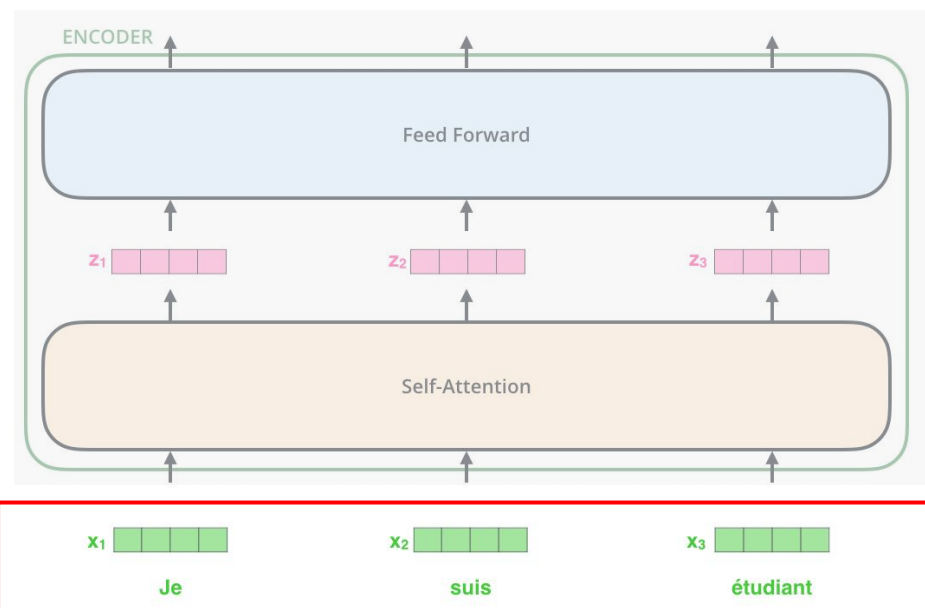 ENCODER
Feed Forward
z₁ z₂ z₃
Self-Attention
x₁ x₂ x₃
Je suis étudiant